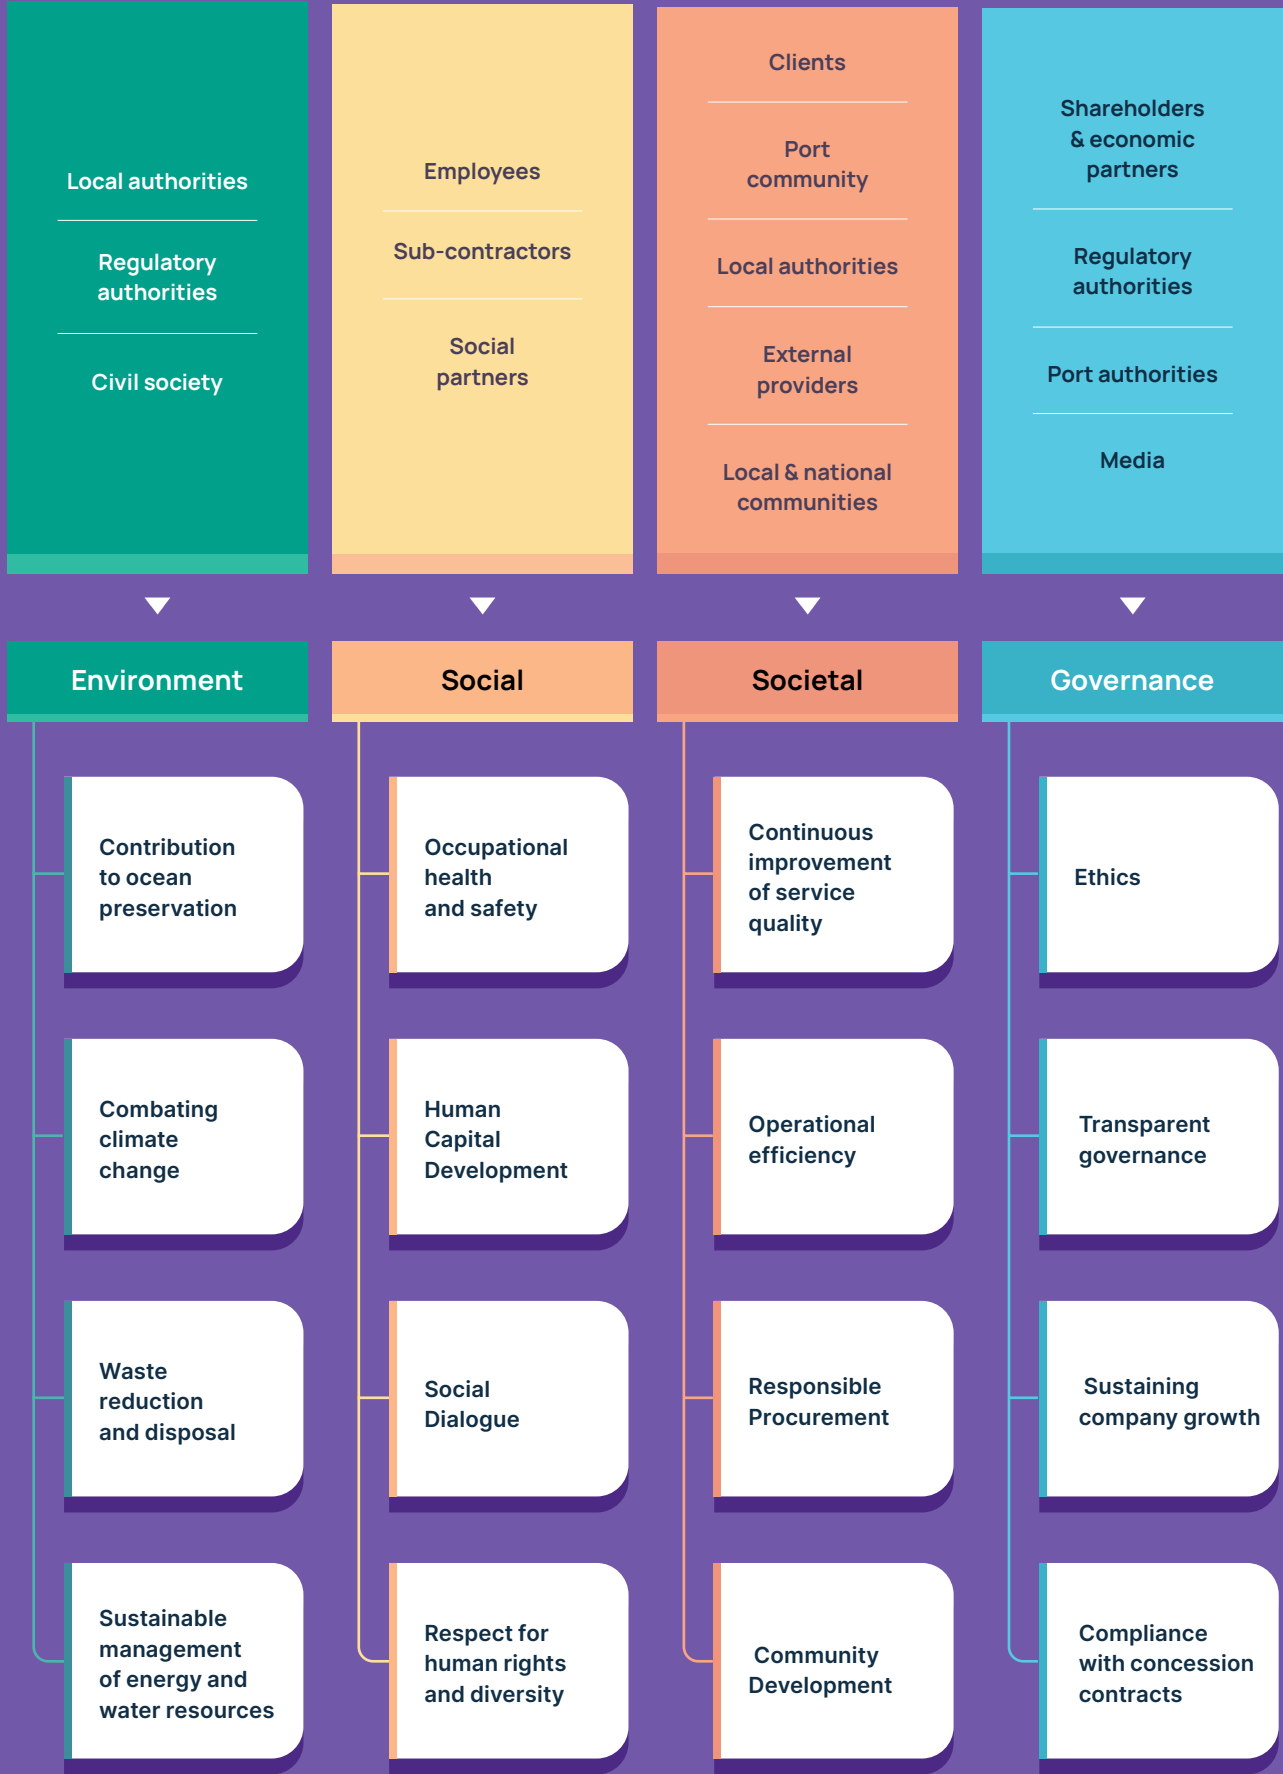 Local authorities
Regulatory
authorities
Civil society
Employees
Sub-contractors
Social
partners
Clients
Port
community
Local authorities
External
providers
Local & national
communities
Shareholders
& economic
partners
Regulatory
authorities
Port authorities
Media
Environment
Contribution
to ocean
preservation
Combating
climate
change
Waste
reduction
and disposal
Sustainable
management
of energy and
water resources
Social
Occupational
health
and safety
Human
Capital
Development
Social
Dialogue
Respect for
human rights
and diversity
Societal
Continuous
improvement
of service
quality
Operational
efficiency
Responsible
Procurement
Community
Development
Governance
Ethics
Transparent
governance
Sustaining
company growth
Compliance
with concession
contracts